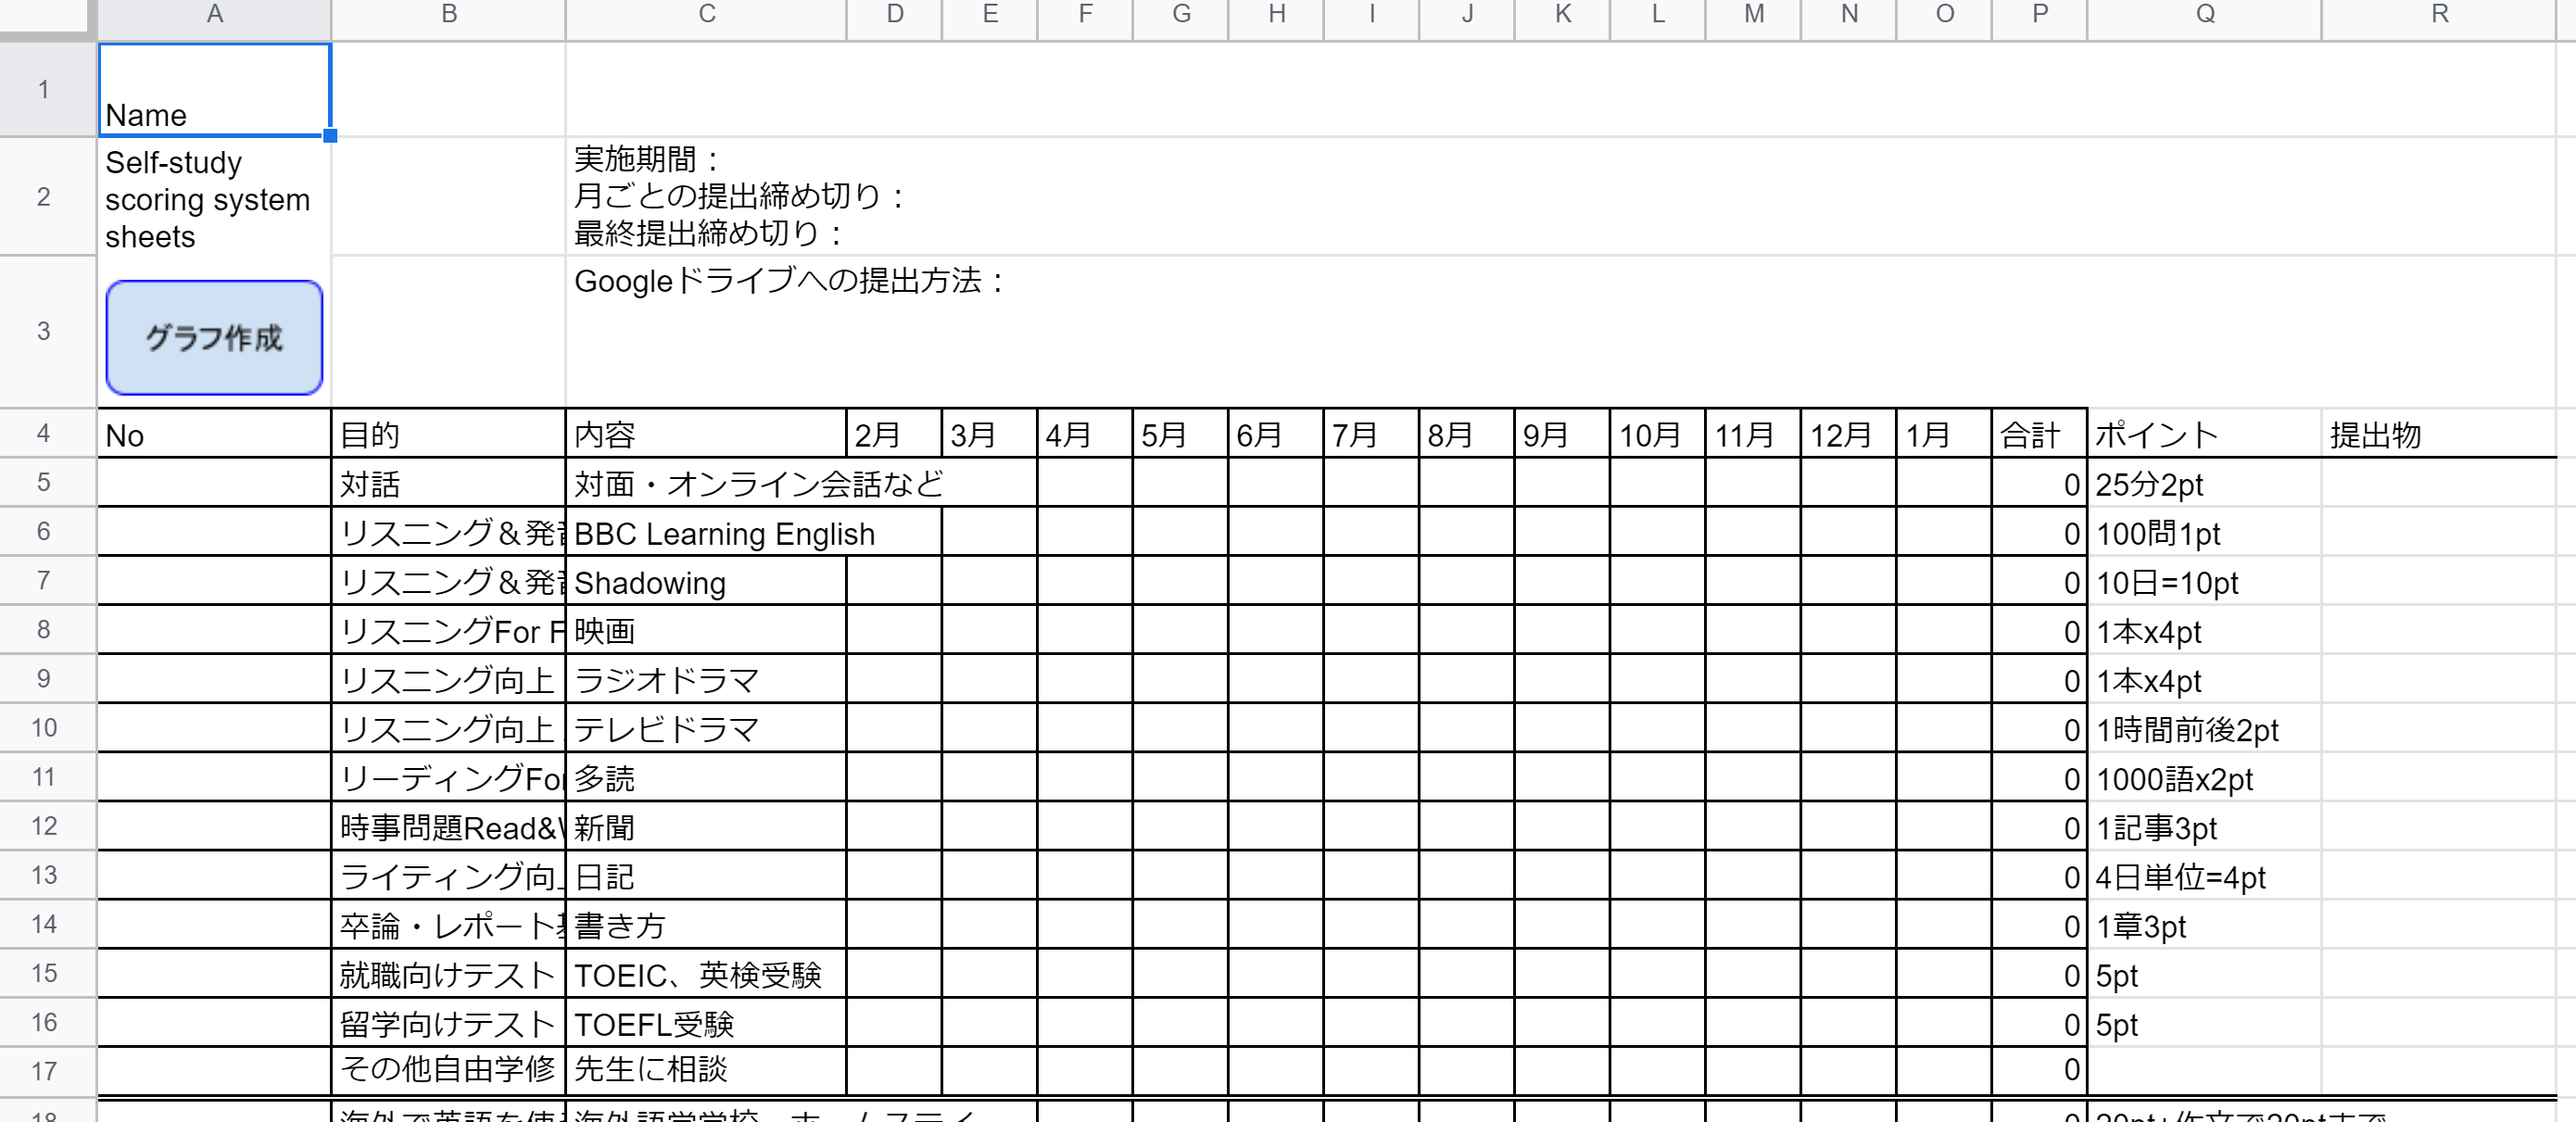 A B C D E F G H I J K L M N O P Q R
1 Name
2 Self-study scoring system sheets
実施期間：
月ごとの提出締め切り：
最終提出締め切り：
3 グラフ作成
Googleドライブへの提出方法：
4 No 目的 内容 2月 3月 4月 5月 6月 7月 8月 9月 10月 11月 12月 1月 合計 ポイント 提出物
5 対話 対面・オンライン会話など 0 25分2pt
6 リスニング＆発 BBC Learning English 0 100問1pt
7 リスニング＆発 Shadowing 0 10日=10pt
8 リスニングFor 映画 0 1本x4pt
9 リスニング向上 ラジオドラマ 0 1本x4pt
10 リスニング向上 テレビドラマ 0 1時間前後2pt
11 リーディングFor 多読 0 1000語x2pt
12 時事問題Read& 新聞 0 1記事3pt
13 ライティング向 日記 0 4日単位=4pt
14 卒論・レポート 書き方 0 1章3pt
15 就職向けテスト TOEIC、英検受験 0 5pt
16 留学向けテスト TOEFL受験 0 5pt
17 その他自由学修 先生に相談 0